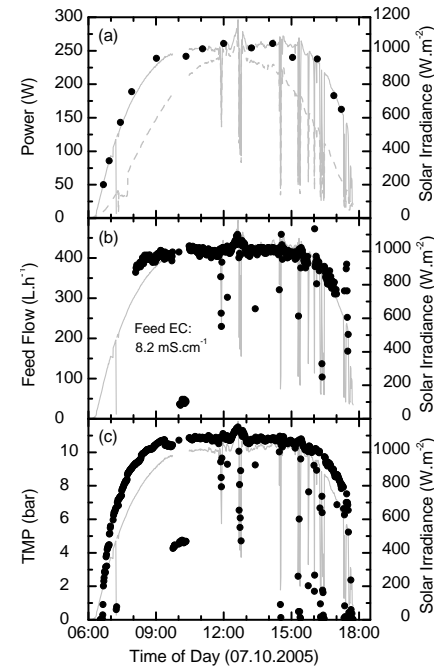 (a)
300
250
200
150
100
50
0
Power (W)
1000
800
600
400
200
0
Solar Irradiance (W.m⁻²)
(b)
400
300
200
100
0
Feed Flow (L.h⁻¹)
Feed EC:
8.2 mS.cm⁻¹
1000
800
600
400
200
0
Solar Irradiance (W.m⁻²)
(c)
10
8
6
4
2
0
TMP (bar)
1000
800
600
400
200
0
Solar Irradiance (W.m⁻²)
06:00 09:00 12:00 15:00 18:00
Time of Day (07.10.2005)